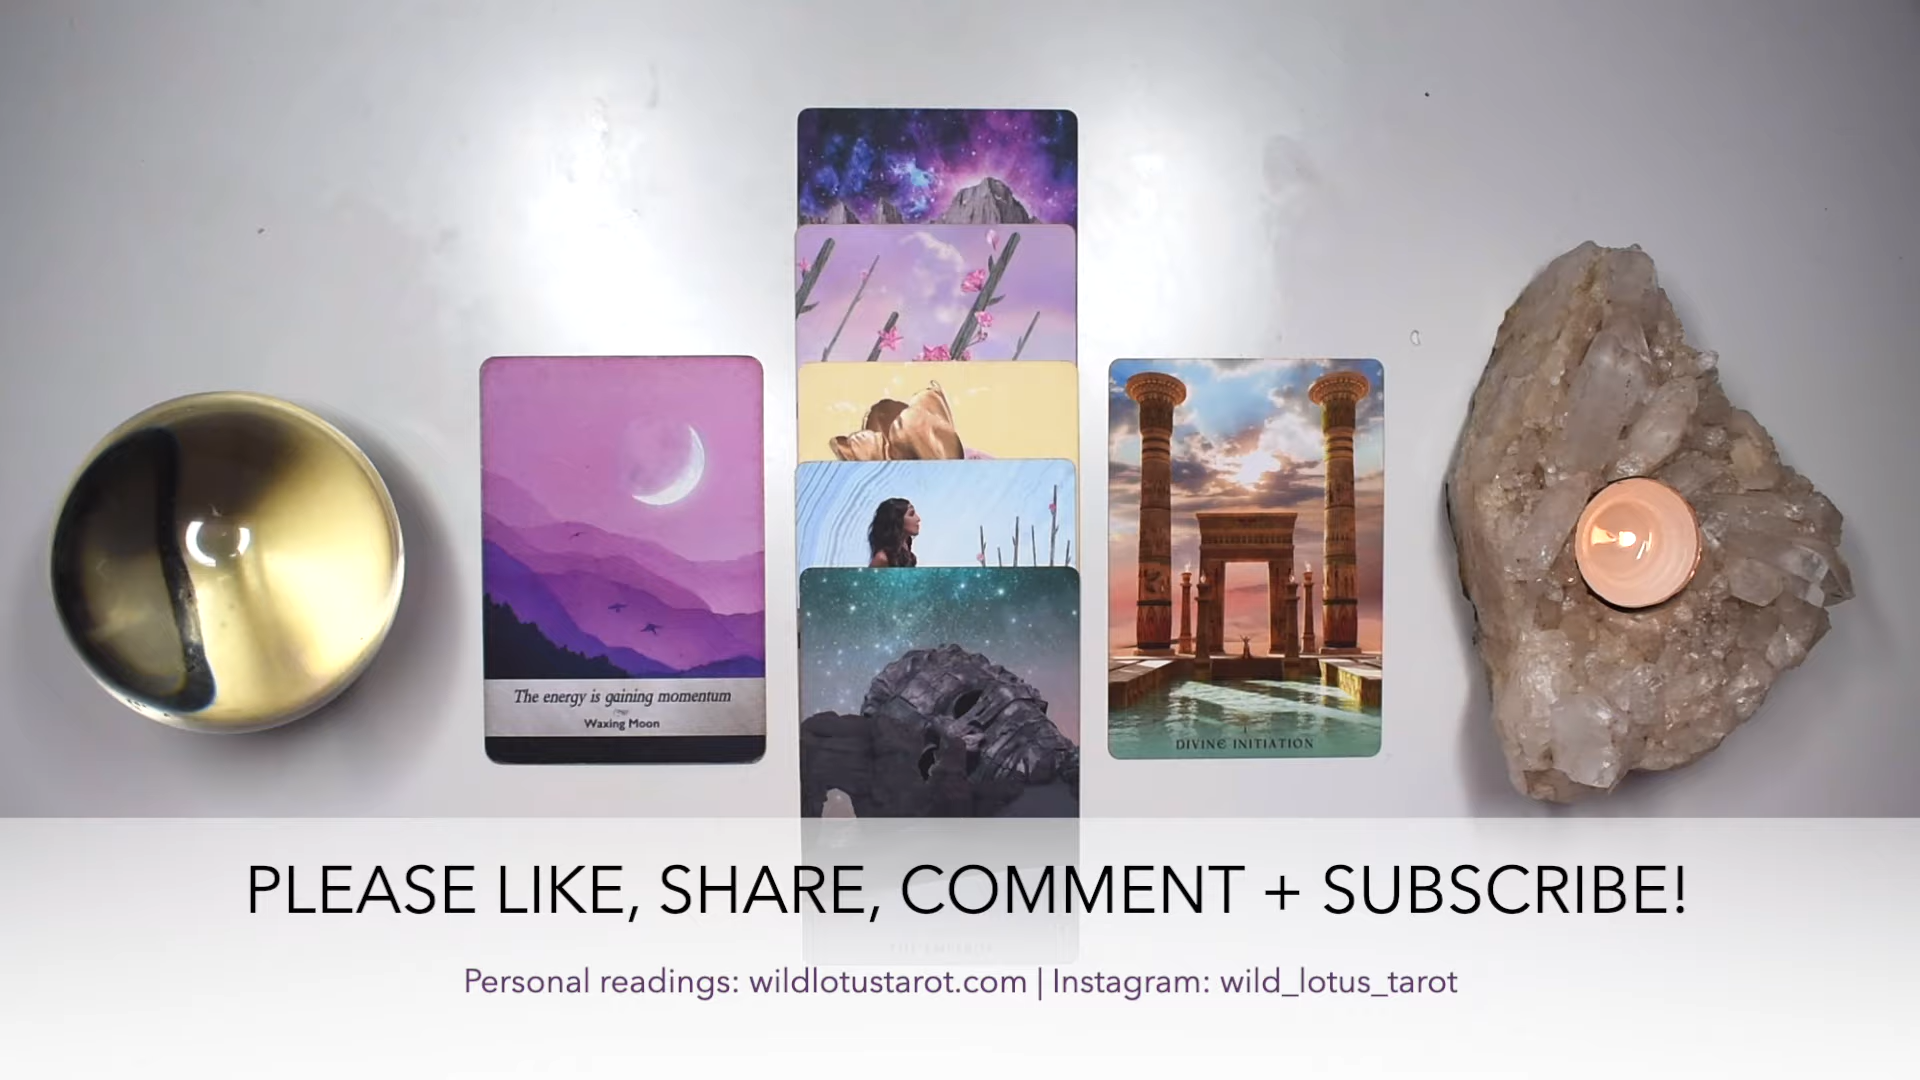 The energy is gaining momentum
Waxing Moon
DIVINE INITIATION
PLEASE LIKE, SHARE, COMMENT + SUBSCRIBE!
Personal readings: wildlotustarot.com | Instagram: wild_lotus_tarot